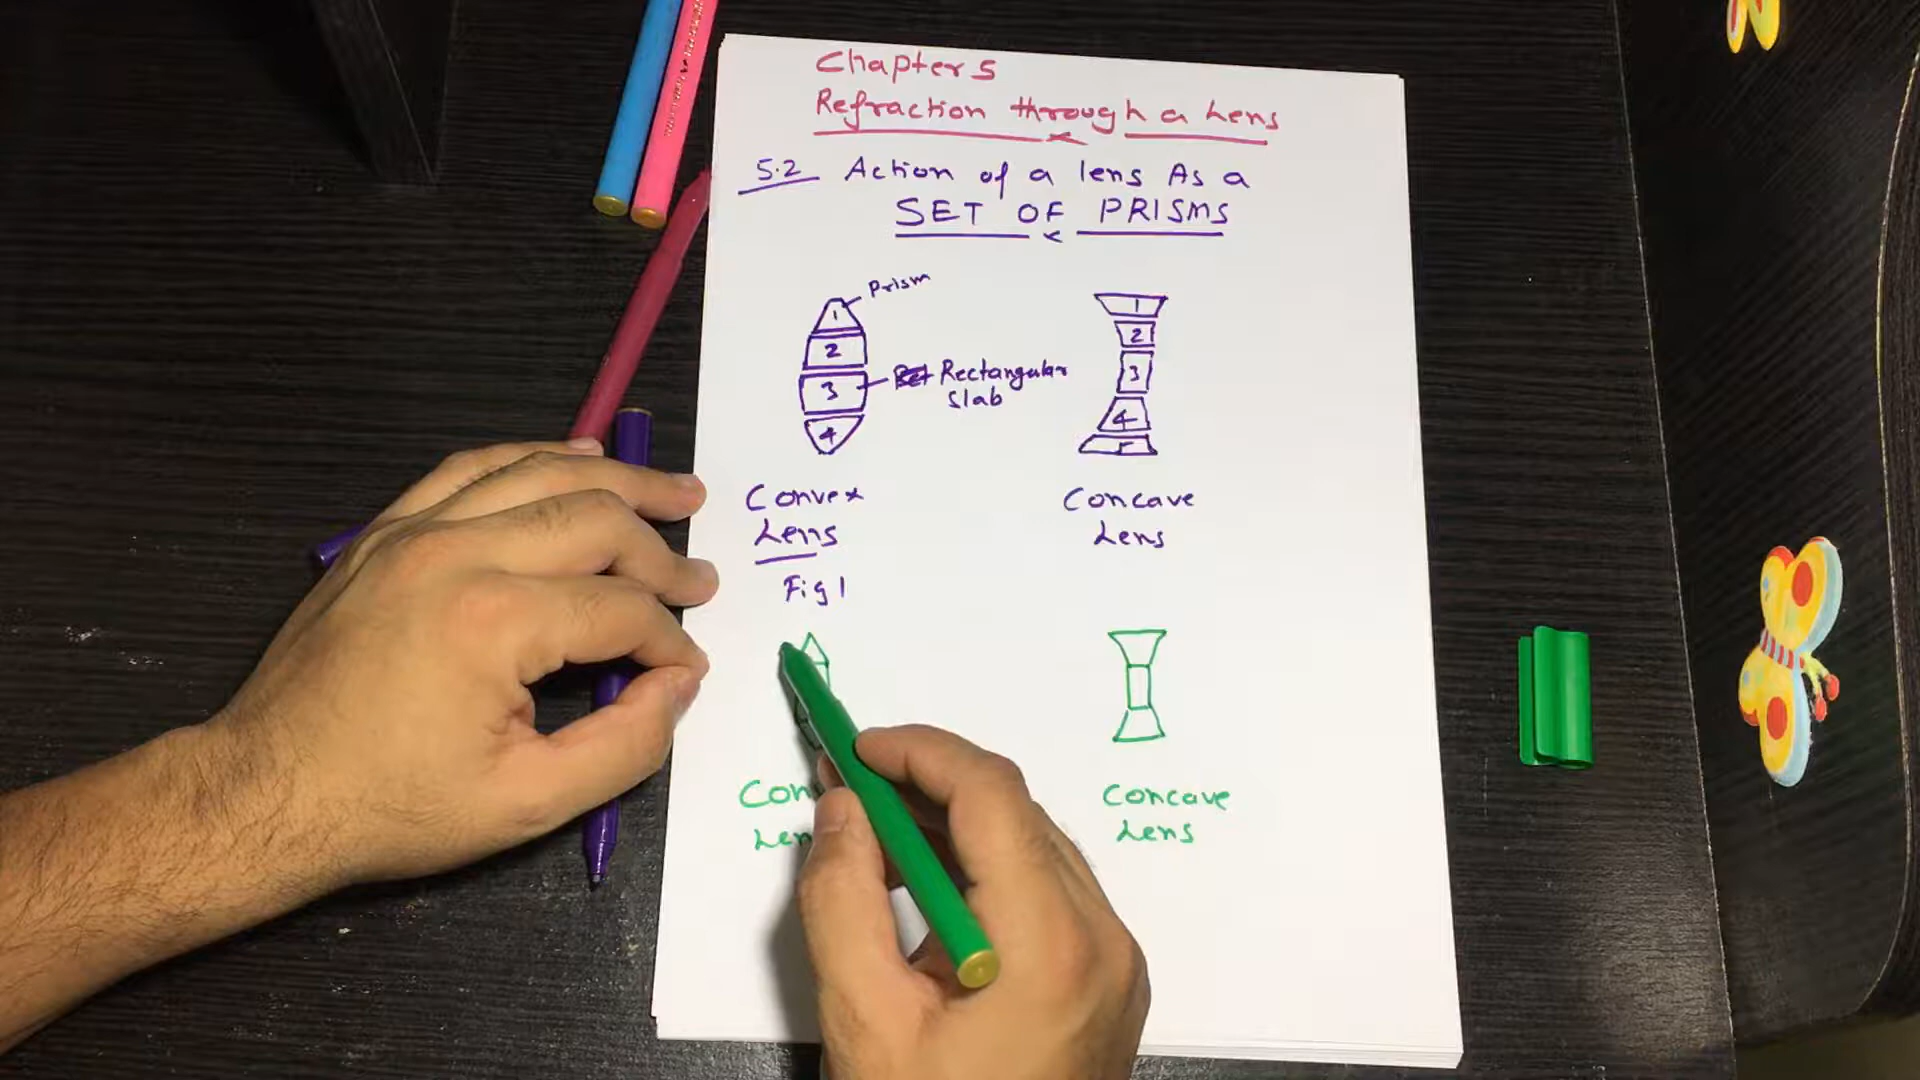 Chapter 5
Refraction through a Lens
5.2 Action of a lens As a
SET OF PRISMS
Prism
1
2
3
4
Rectangular
slab
1
2
3
4
Convex
Lens
Fig 1
Concave
Lens
Concave
Lens